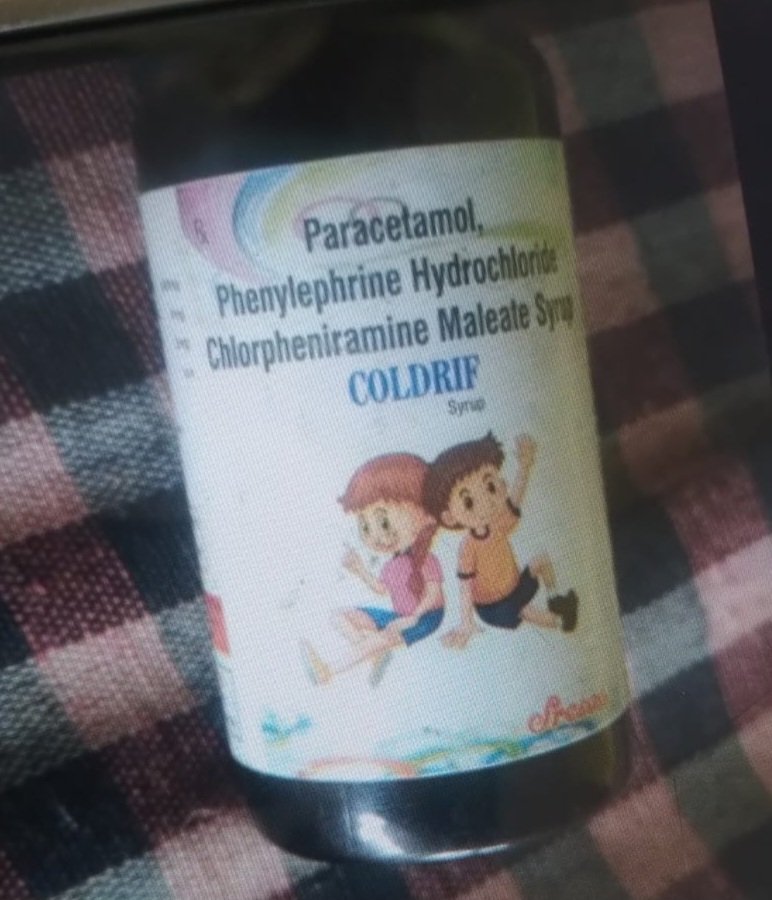 Paracetamol,
Phenylephrine Hydrochloride
Chlorpheniramine Maleate Syrup
COLDRIF
Syrup